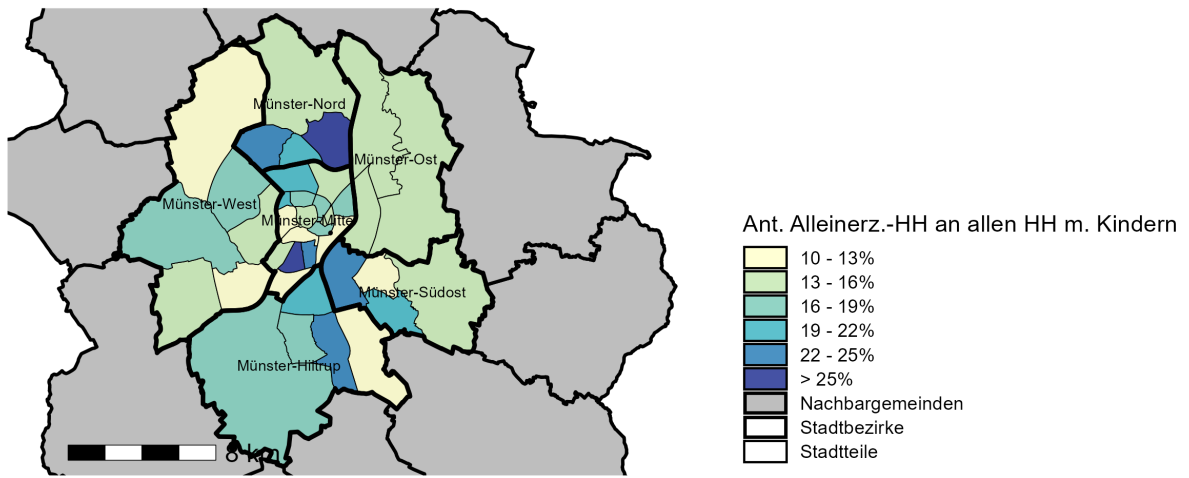 Münster-Nord
Münster-Ost
Münster-West
Münster-Mitte
Münster-Südost
Münster-Hiltrup
8 km
Ant. Alleinerz.-HH an allen HH m. Kindern
10 - 13%
13 - 16%
16 - 19%
19 - 22%
22 - 25%
> 25%
Nachbargemeinden
Stadtbezirke
Stadtteile